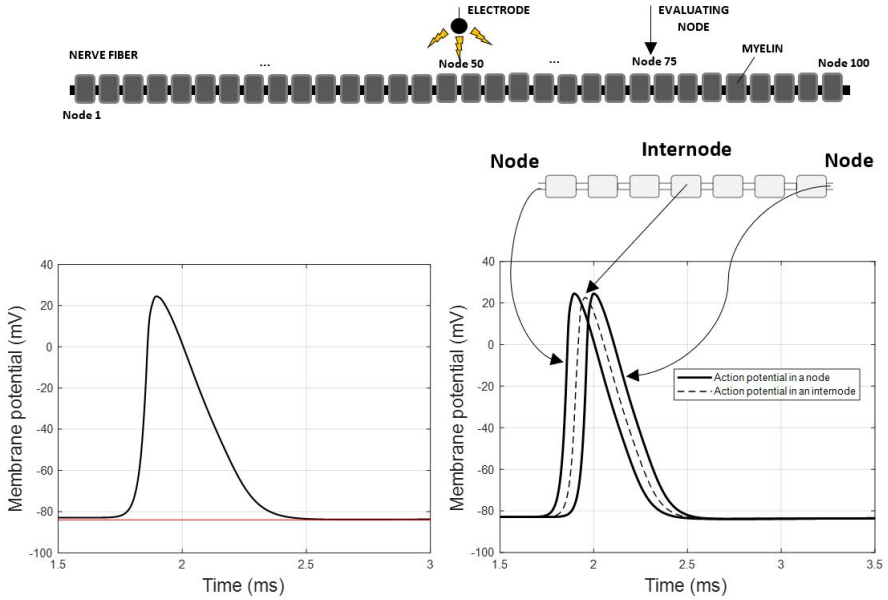 ELECTRODE
EVALUATING
NODE
NERVE FIBER
...
Node 50
...
Node 75
MYELIN
Node 100
Node 1
Node
Internode
Node
40
20
0
-20
-40
-60
-80
-100
Membrane potential (mV)
1.5
2
2.5
3
Time (ms)
40
20
0
-20
-40
-60
-80
-100
Membrane potential (mV)
Action potential in a node
Action potential in an internode
1.5
2
2.5
3
3.5
Time (ms)